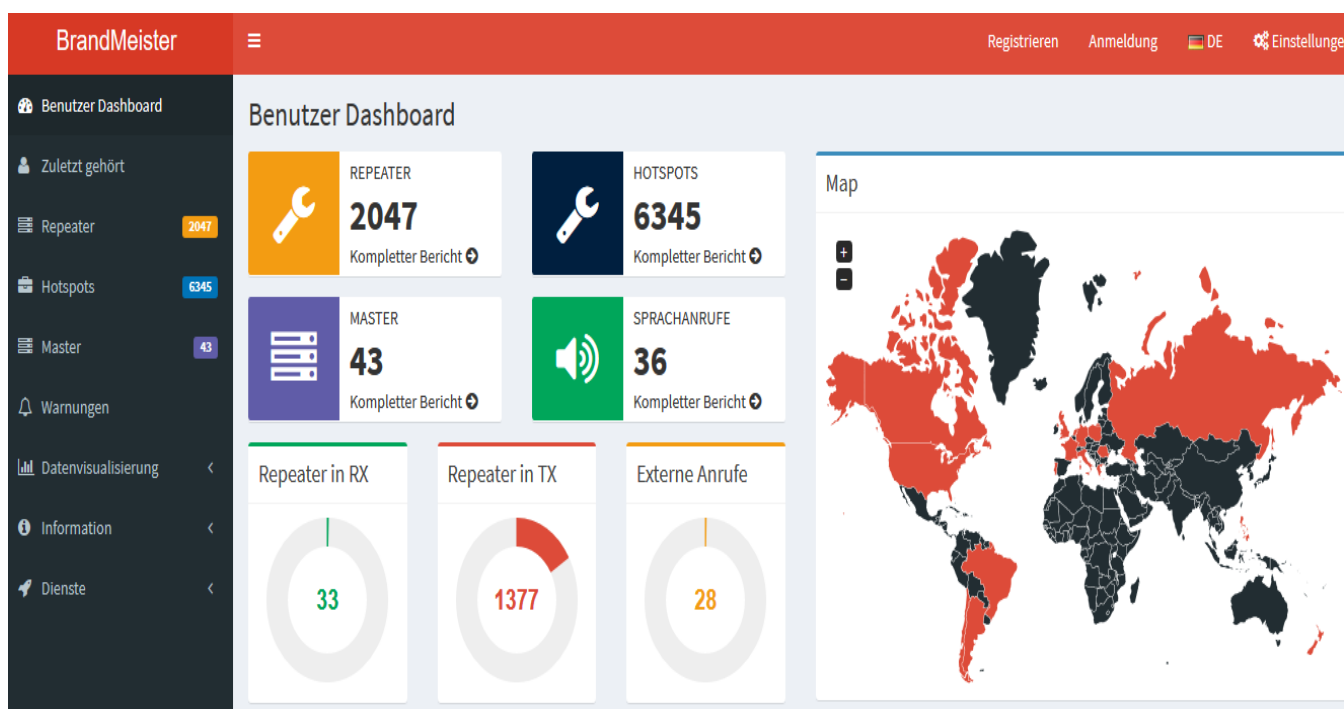 BrandMeister
Registrieren Anmeldung DE Einstellunge
Benutzer Dashboard
Zuletzt gehört
Repeater 2047
Hotspots 6345
Master 43
Warnungen
Datenvisualisierung
Information
Dienste
Benutzer Dashboard
REPEATER
2047
Kompletter Bericht
HOTSPOTS
6345
Kompletter Bericht
MASTER
43
Kompletter Bericht
SPRACHANRUFE
36
Kompletter Bericht
Repeater in RX
33
Repeater in TX
1377
Externe Anrufe
28
Map
+
−